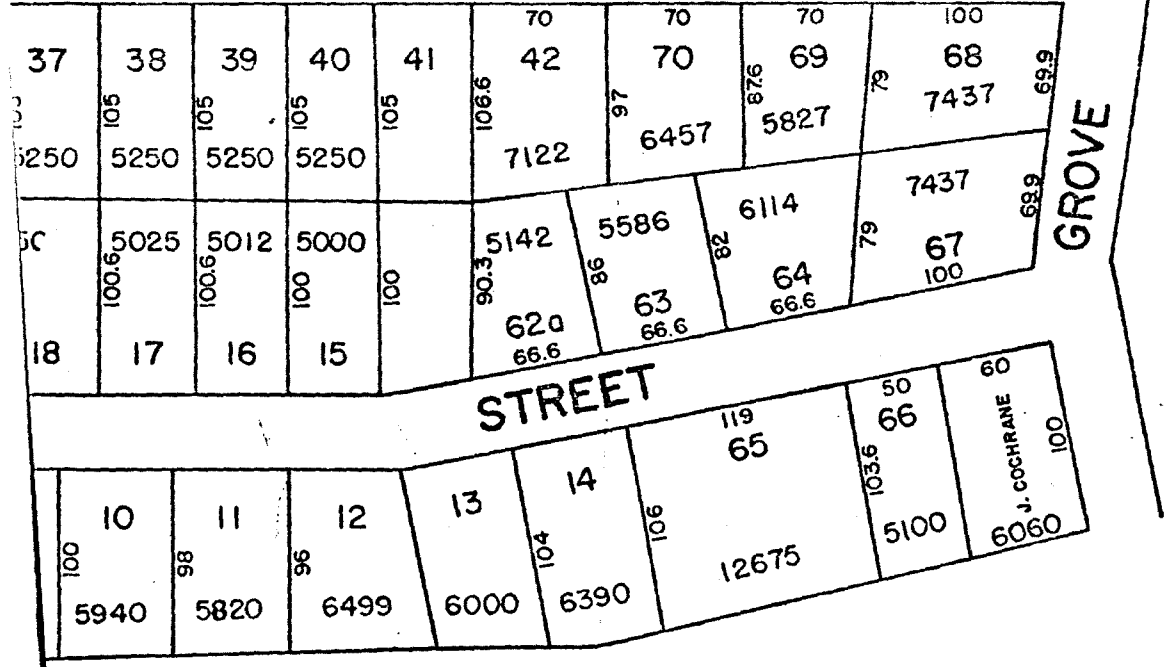 70 70 70 100
37 38 39 40 41 42 70 69 68
105 105 105 105 106.6 97 87.6 79 69.9
5250 5250 5250 5250 7122 6457 5827 7437
5025 5012 5000 5142 5586 6114 7437
100.6 100.6 100 100 90.3 86 82 79 69.9
18 17 16 15 62a 63 64 67
66.6 66.6 66.6 100
GROVE
STREET
119 50 60
10 11 12 13 14 65 66 J. COCHRANE
100 98 96 104 106 103.6 100
5940 5820 6499 6000 6390 12675 5100 6060